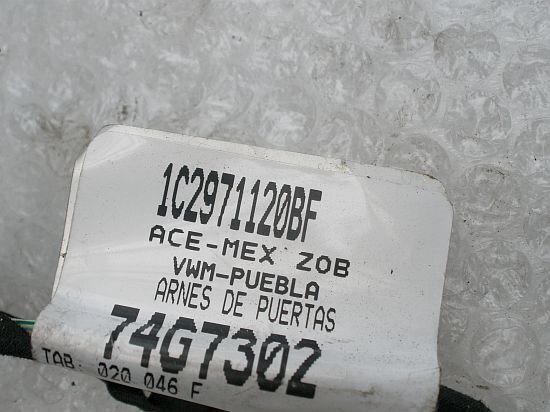 1C2971120BF
ACE-MEX ZOB
VWM-PUEBLA
ARNES DE PUERTAS
74G7302
TAB: 020 046 F